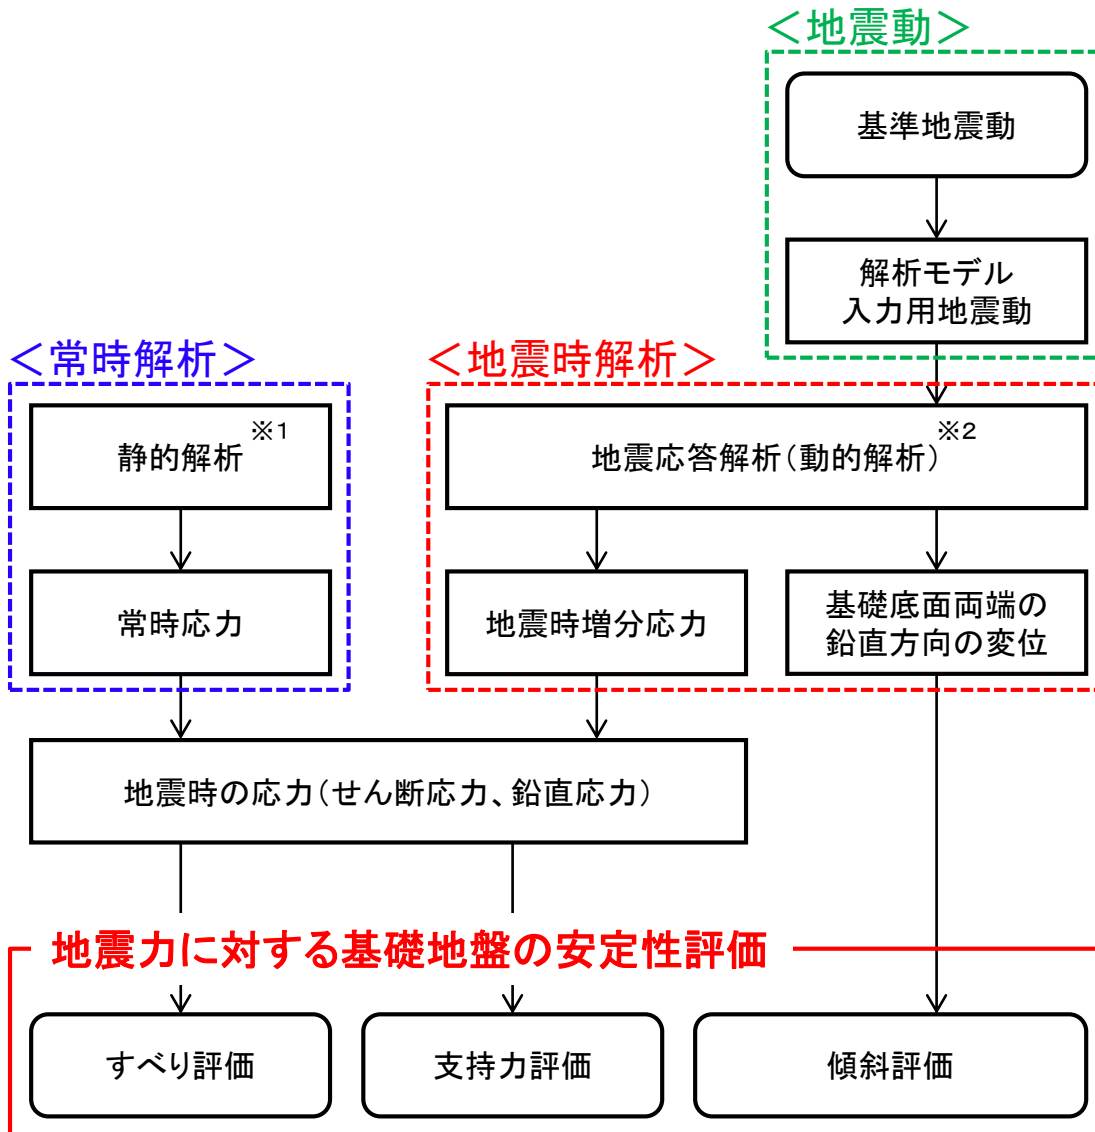 ＜地震動＞
基準地震動
解析モデル
入力用地震動
＜常時解析＞
＜地震時解析＞
静的解析※1
地震応答解析(動的解析)※2
常時応力
地震時増分応力
基礎底面両端の
鉛直方向の変位
地震時の応力(せん断応力、鉛直応力)
地震力に対する基礎地盤の安定性評価
すべり評価
支持力評価
傾斜評価